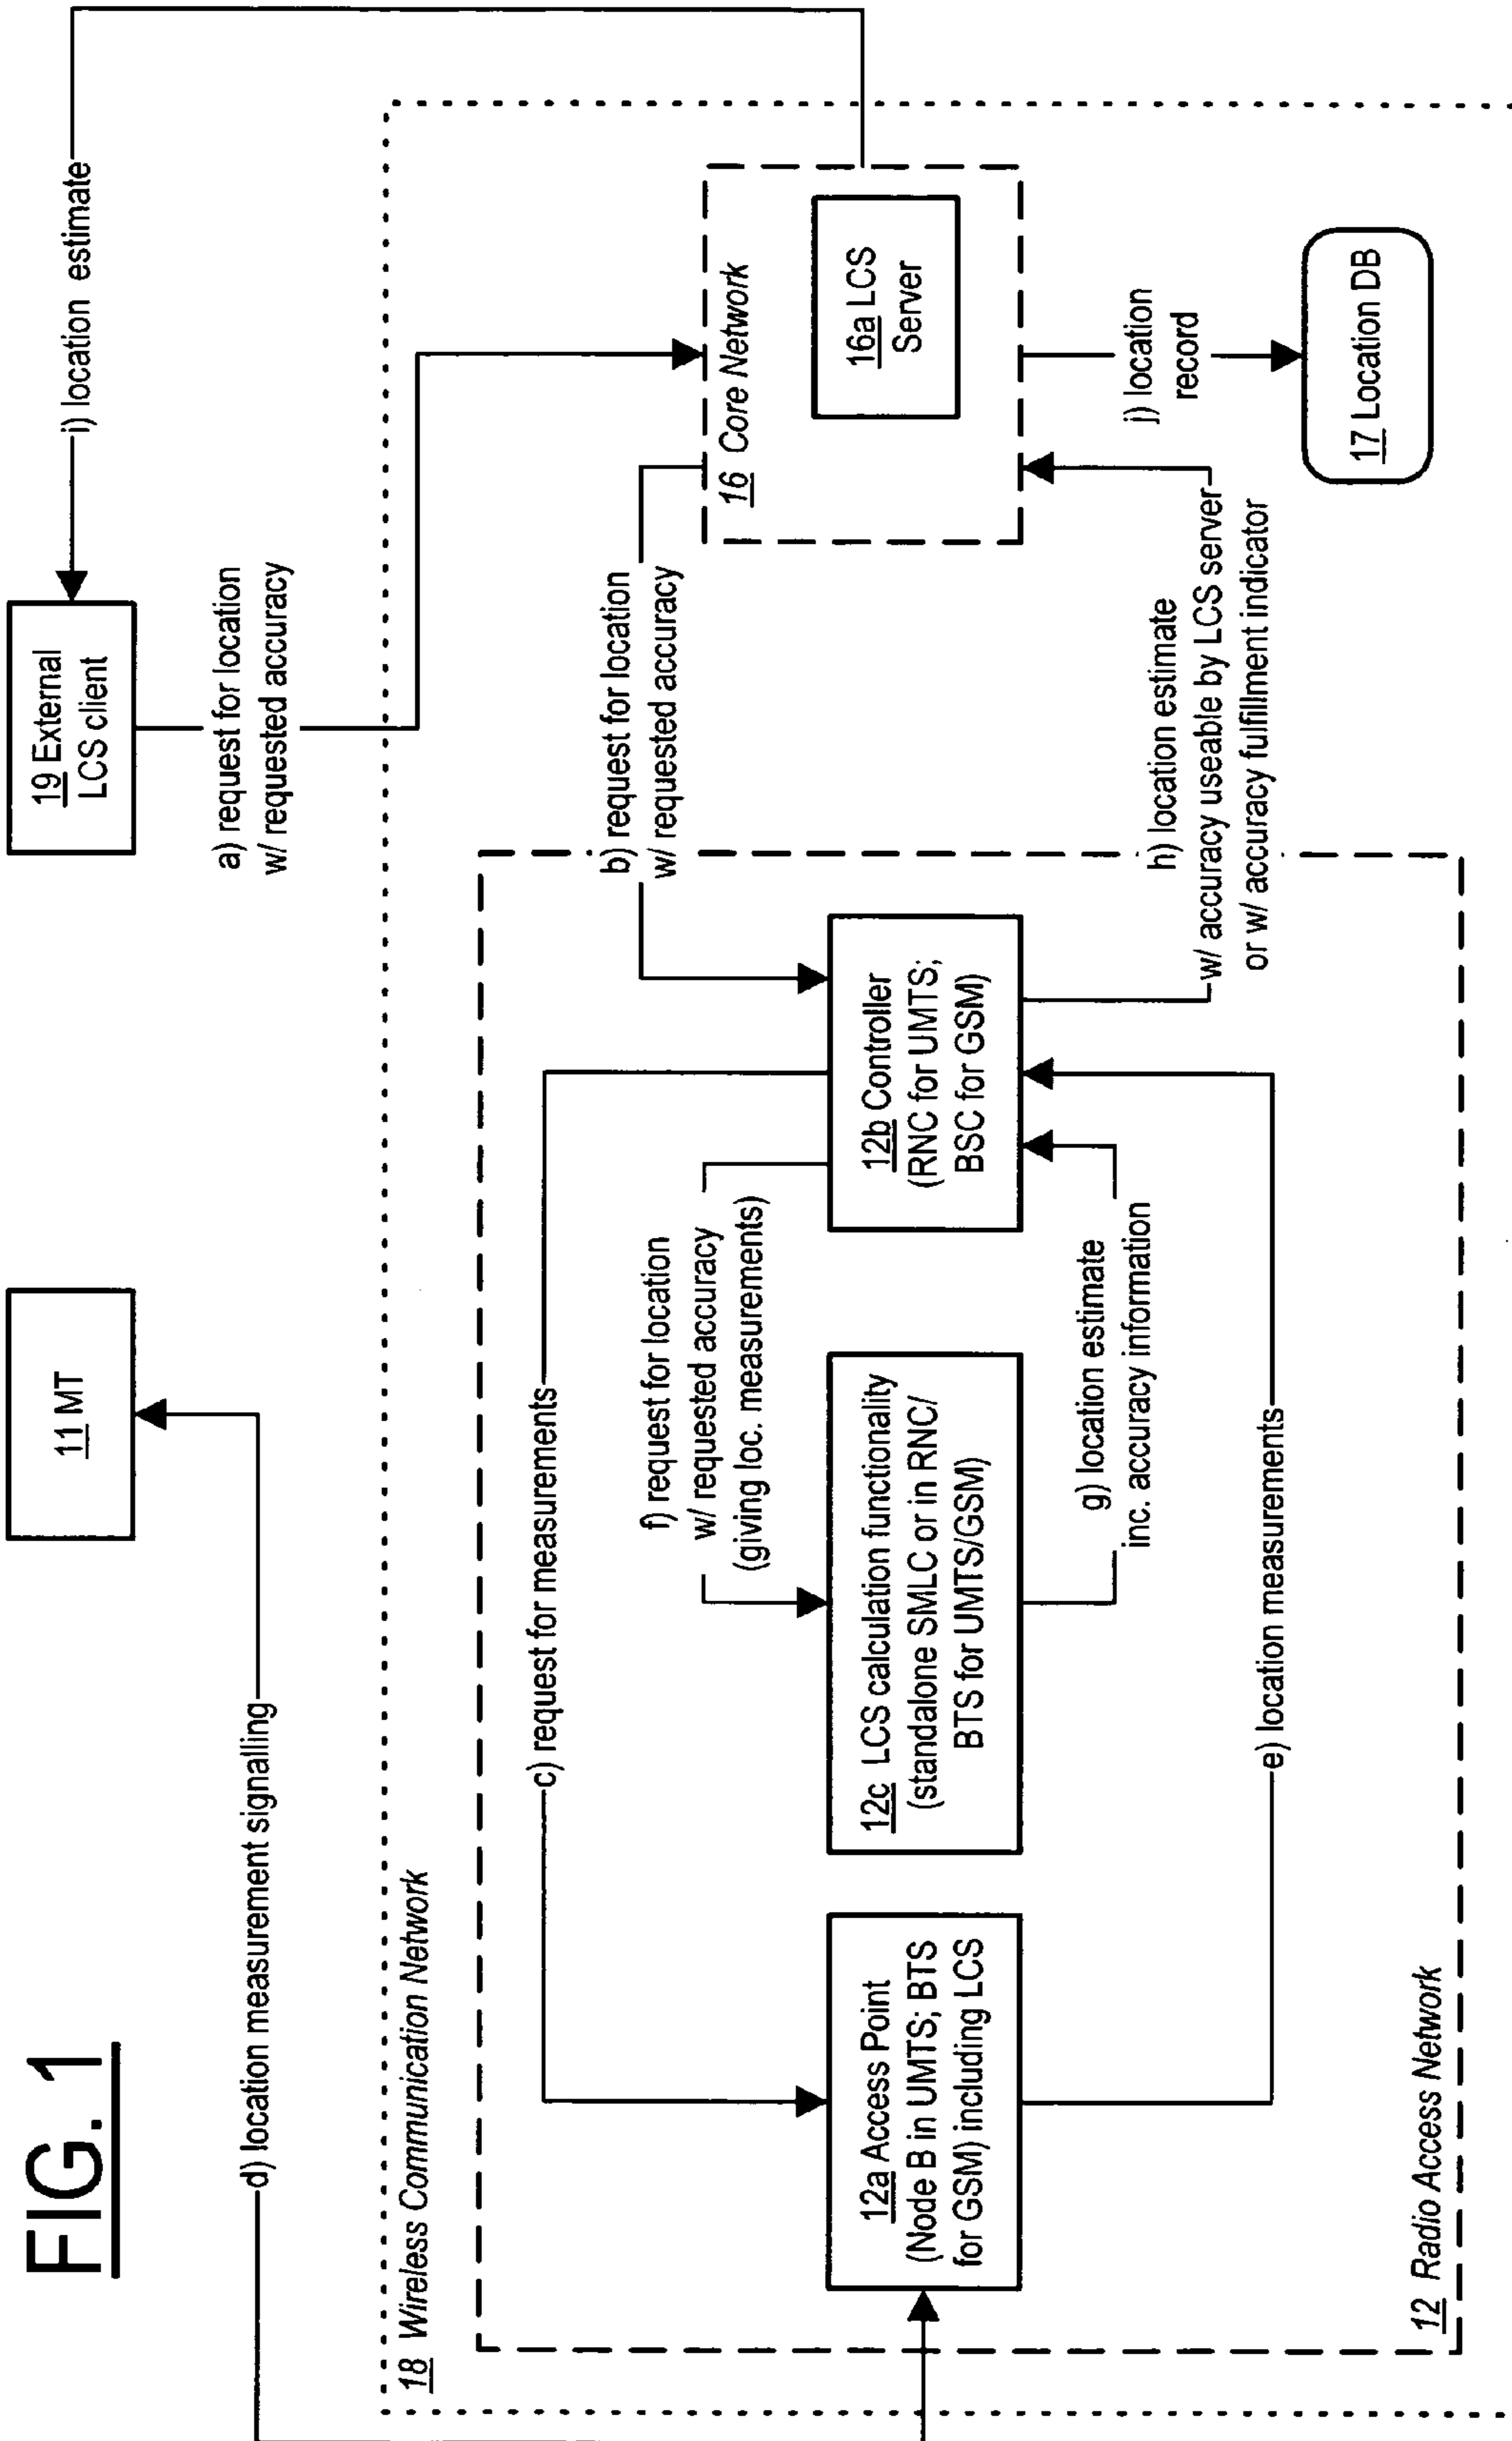 FIG. 1
11 MT
19 External
LCS client
i) location estimate
d) location measurement signalling
a) request for location
w/ requested accuracy
18 Wireless Communication Network
c) request for measurements
b) request for location
w/ requested accuracy
16 Core Network
16a LCS
Server
f) request for location
w/ requested accuracy
(giving loc. measurements)
12a Access Point
(Node B in UMTS; BTS
for GSM) including LCS
12c LCS calculation functionality
(standalone SMLC or in RNC/
BTS for UMTS/GSM)
12b Controller
(RNC for UMTS;
BSC for GSM)
g) location estimate
inc. accuracy information
h) location estimate
w/ accuracy useable by LCS server
or w/ accuracy fulfillment indicator
j) location
record
e) location measurements
17 Location DB
12 Radio Access Network